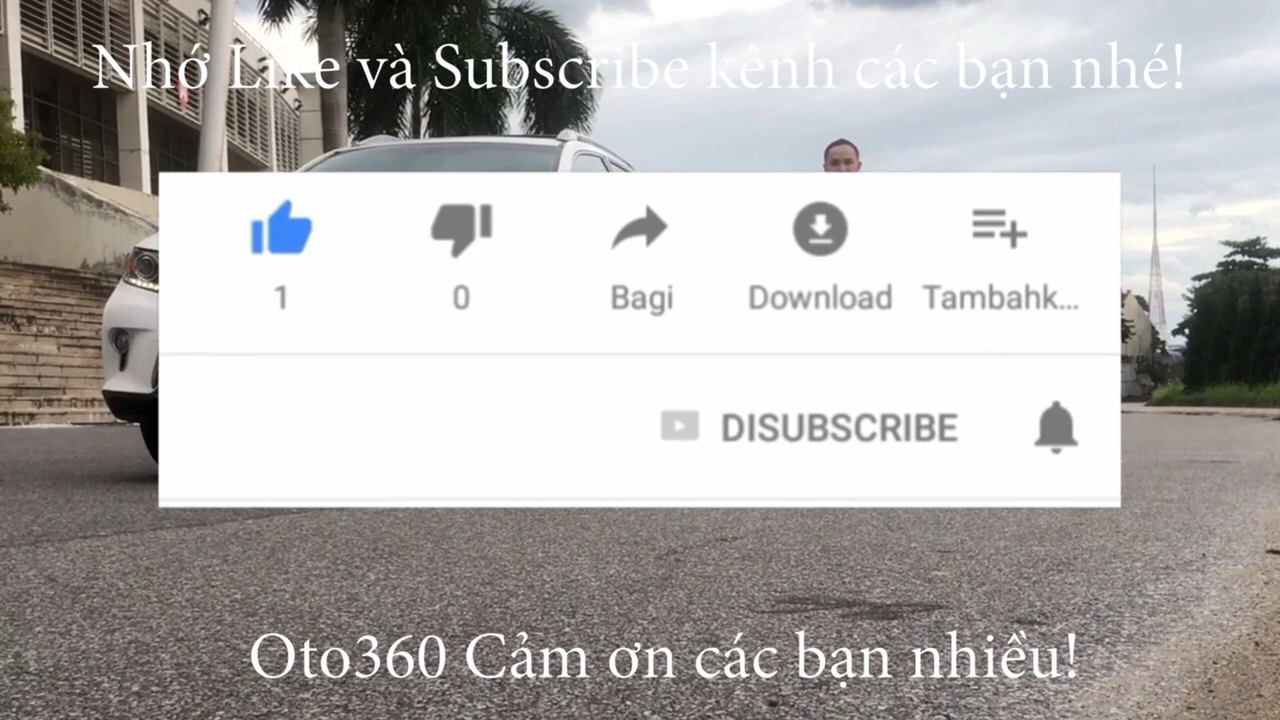 Nhớ Like và Subscribe kênh các bạn nhé!
1 0 Bagi Download Tambahk...
DISUBSCRIBE
Oto360 Cảm ơn các bạn nhiều!